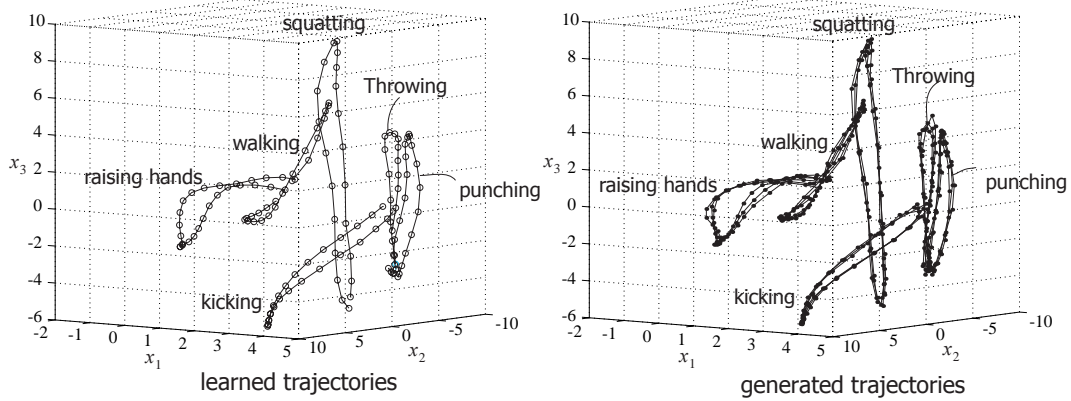 10
8
6
4
2
0
-2
-4
-6
x3
-2
-1
0
1
2
3
4
5
x1
10
5
0
-5
-10
x2
squatting
Throwing
walking
raising hands
punching
kicking
learned trajectories
10
8
6
4
2
0
-2
-4
-6
x3
-2
-1
0
1
2
3
4
5
x1
10
5
0
-5
-10
x2
squatting
Throwing
walking
raising hands
punching
kicking
generated trajectories